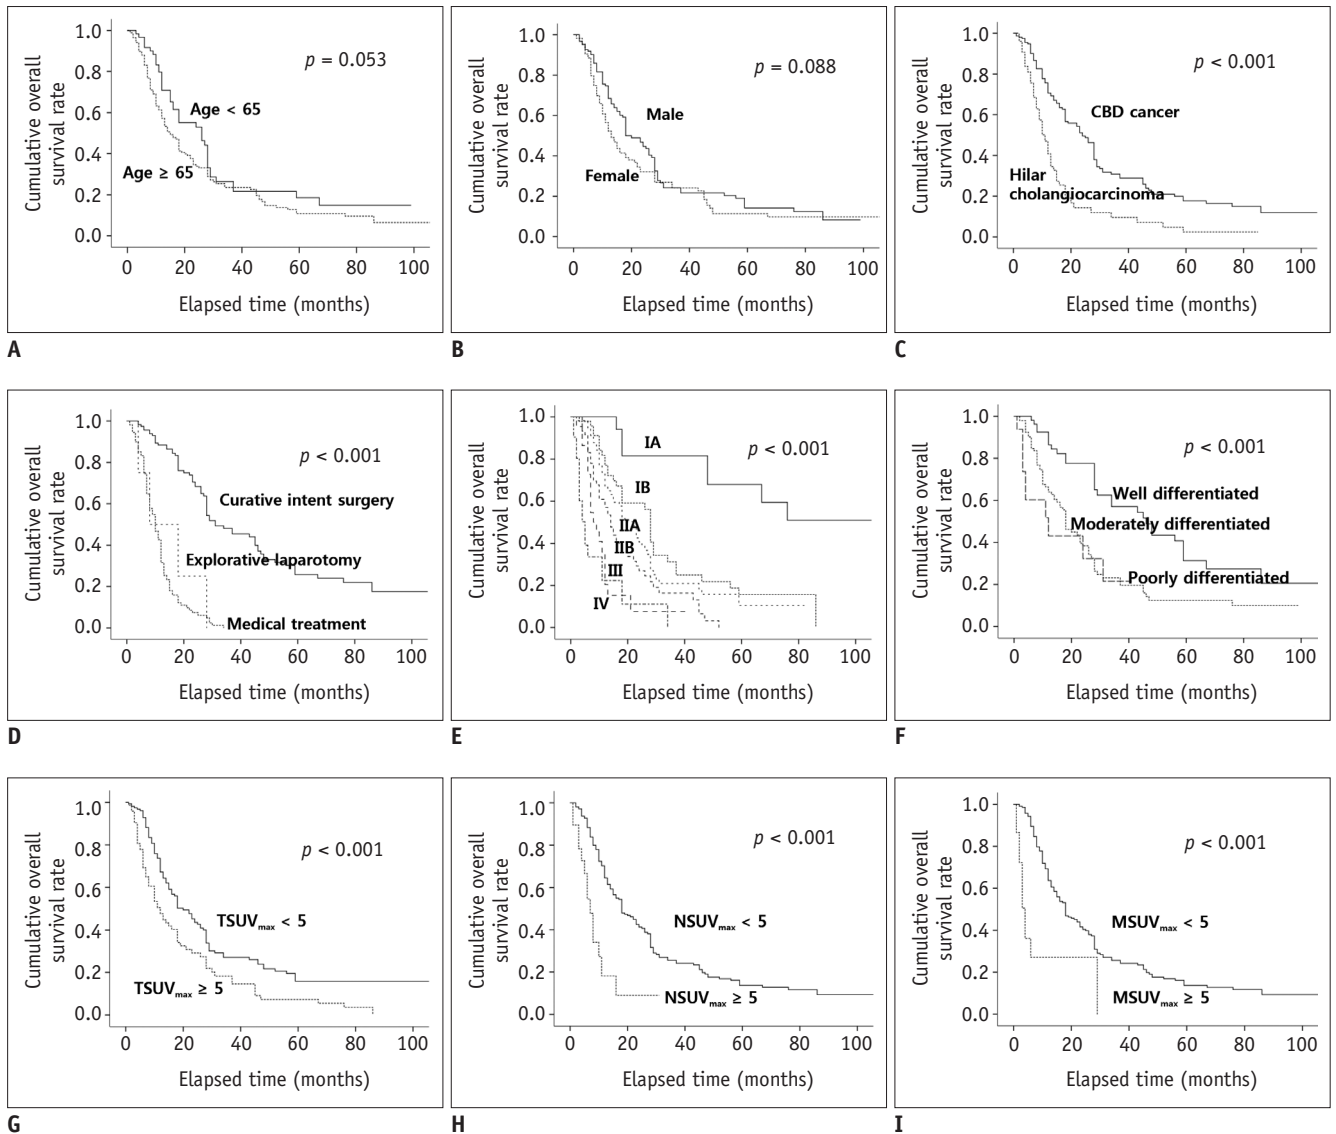 Cumulative overall
survival rate
1.0
0.8
0.6
0.4
0.2
0.0
p = 0.053
Age < 65
Age ≥ 65
0 20 40 60 80 100
Elapsed time (months)
A
Cumulative overall
survival rate
1.0
0.8
0.6
0.4
0.2
0.0
p = 0.088
Male
Female
0 20 40 60 80 100
Elapsed time (months)
B
Cumulative overall
survival rate
1.0
0.8
0.6
0.4
0.2
0.0
p < 0.001
CBD cancer
Hilar
cholangiocarcinoma
0 20 40 60 80 100
Elapsed time (months)
C
Cumulative overall
survival rate
1.0
0.8
0.6
0.4
0.2
0.0
p < 0.001
Curative intent surgery
Explorative laparotomy
Medical treatment
0 20 40 60 80 100
Elapsed time (months)
D
Cumulative overall
survival rate
1.0
0.8
0.6
0.4
0.2
0.0
p < 0.001
IA
IB
IIA
IIB
III
IV
0 20 40 60 80 100
Elapsed time (months)
E
Cumulative overall
survival rate
1.0
0.8
0.6
0.4
0.2
0.0
p < 0.001
Well differentiated
Moderately differentiated
Poorly differentiated
0 20 40 60 80 100
Elapsed time (months)
F
Cumulative overall
survival rate
1.0
0.8
0.6
0.4
0.2
0.0
p < 0.001
TSUVmax < 5
TSUVmax ≥ 5
0 20 40 60 80 100
Elapsed time (months)
G
Cumulative overall
survival rate
1.0
0.8
0.6
0.4
0.2
0.0
p < 0.001
NSUVmax < 5
NSUVmax ≥ 5
0 20 40 60 80 100
Elapsed time (months)
H
Cumulative overall
survival rate
1.0
0.8
0.6
0.4
0.2
0.0
p < 0.001
MSUVmax < 5
MSUVmax ≥ 5
0 20 40 60 80 100
Elapsed time (months)
I